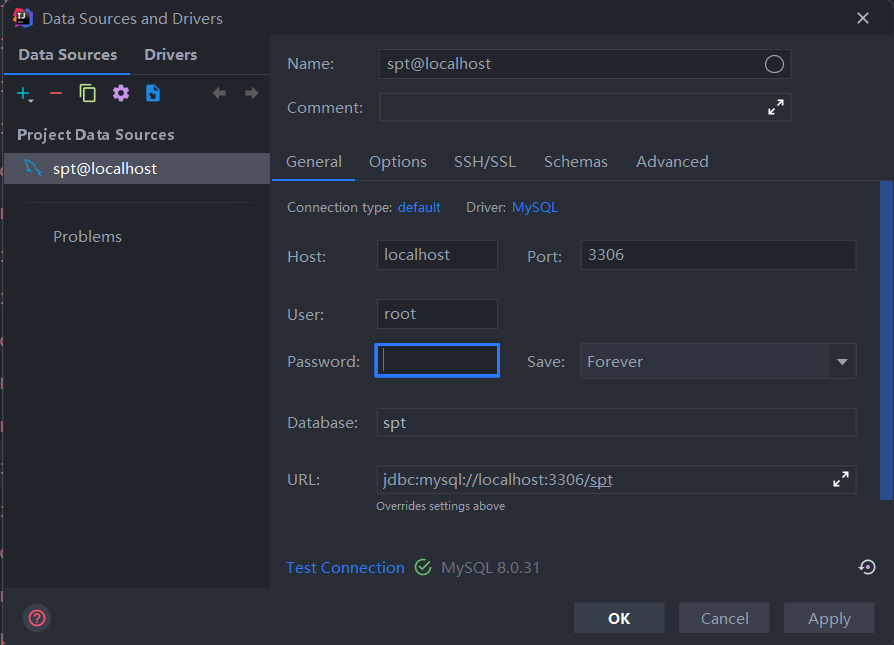 Data Sources and Drivers
Data Sources Drivers
Project Data Sources
spt@localhost
Problems
Name: spt@localhost
Comment:
General Options SSH/SSL Schemas Advanced
Connection type: default Driver: MySQL
Host: localhost Port: 3306
User: root
Password: Save: Forever
Database: spt
URL: jdbc:mysql://localhost:3306/spt
Overrides settings above
Test Connection MySQL 8.0.31
? OK Cancel Apply